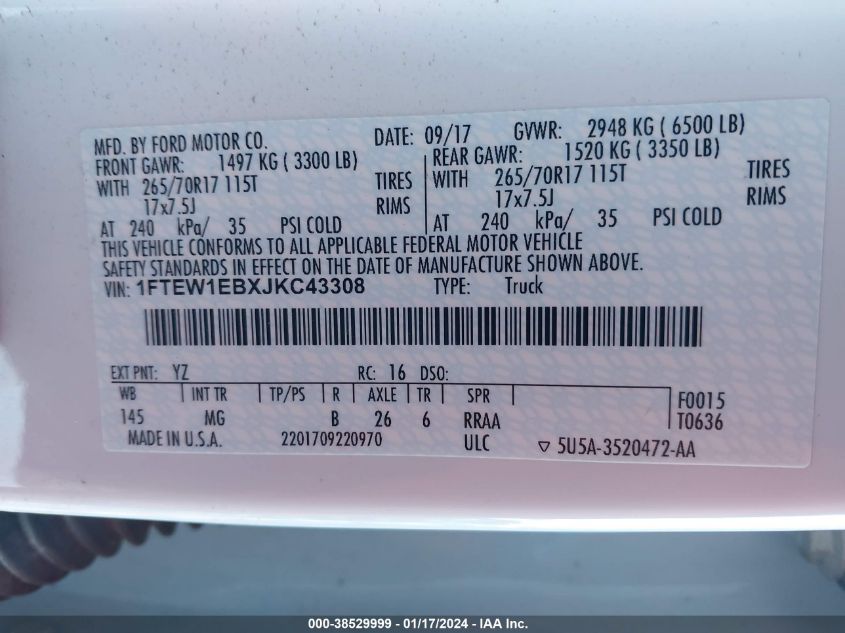 MFD. BY FORD MOTOR CO. DATE: 09/17 GVWR: 2948 KG ( 6500 LB)
FRONT GAWR: 1497 KG ( 3300 LB) REAR GAWR: 1520 KG ( 3350 LB)
WITH 265/70R17 115T TIRES WITH 265/70R17 115T TIRES
17x7.5J RIMS 17x7.5J RIMS
AT 240 kPa/ 35 PSI COLD AT 240 kPa/ 35 PSI COLD
THIS VEHICLE CONFORMS TO ALL APPLICABLE FEDERAL MOTOR VEHICLE
SAFETY STANDARDS IN EFFECT ON THE DATE OF MANUFACTURE SHOWN ABOVE.
VIN: 1FTEW1EBXJKC43308 TYPE: Truck
EXT PNT: YZ RC: 16 DSO:
WB INT TR TP/PS R AXLE TR SPR F0015
145 MG B 26 6 RRAA T0636
MADE IN U.S.A. 2201709220970 ULC ▽ 5U5A-3520472-AA
000-38529999 - 01/17/2024 - IAA Inc.